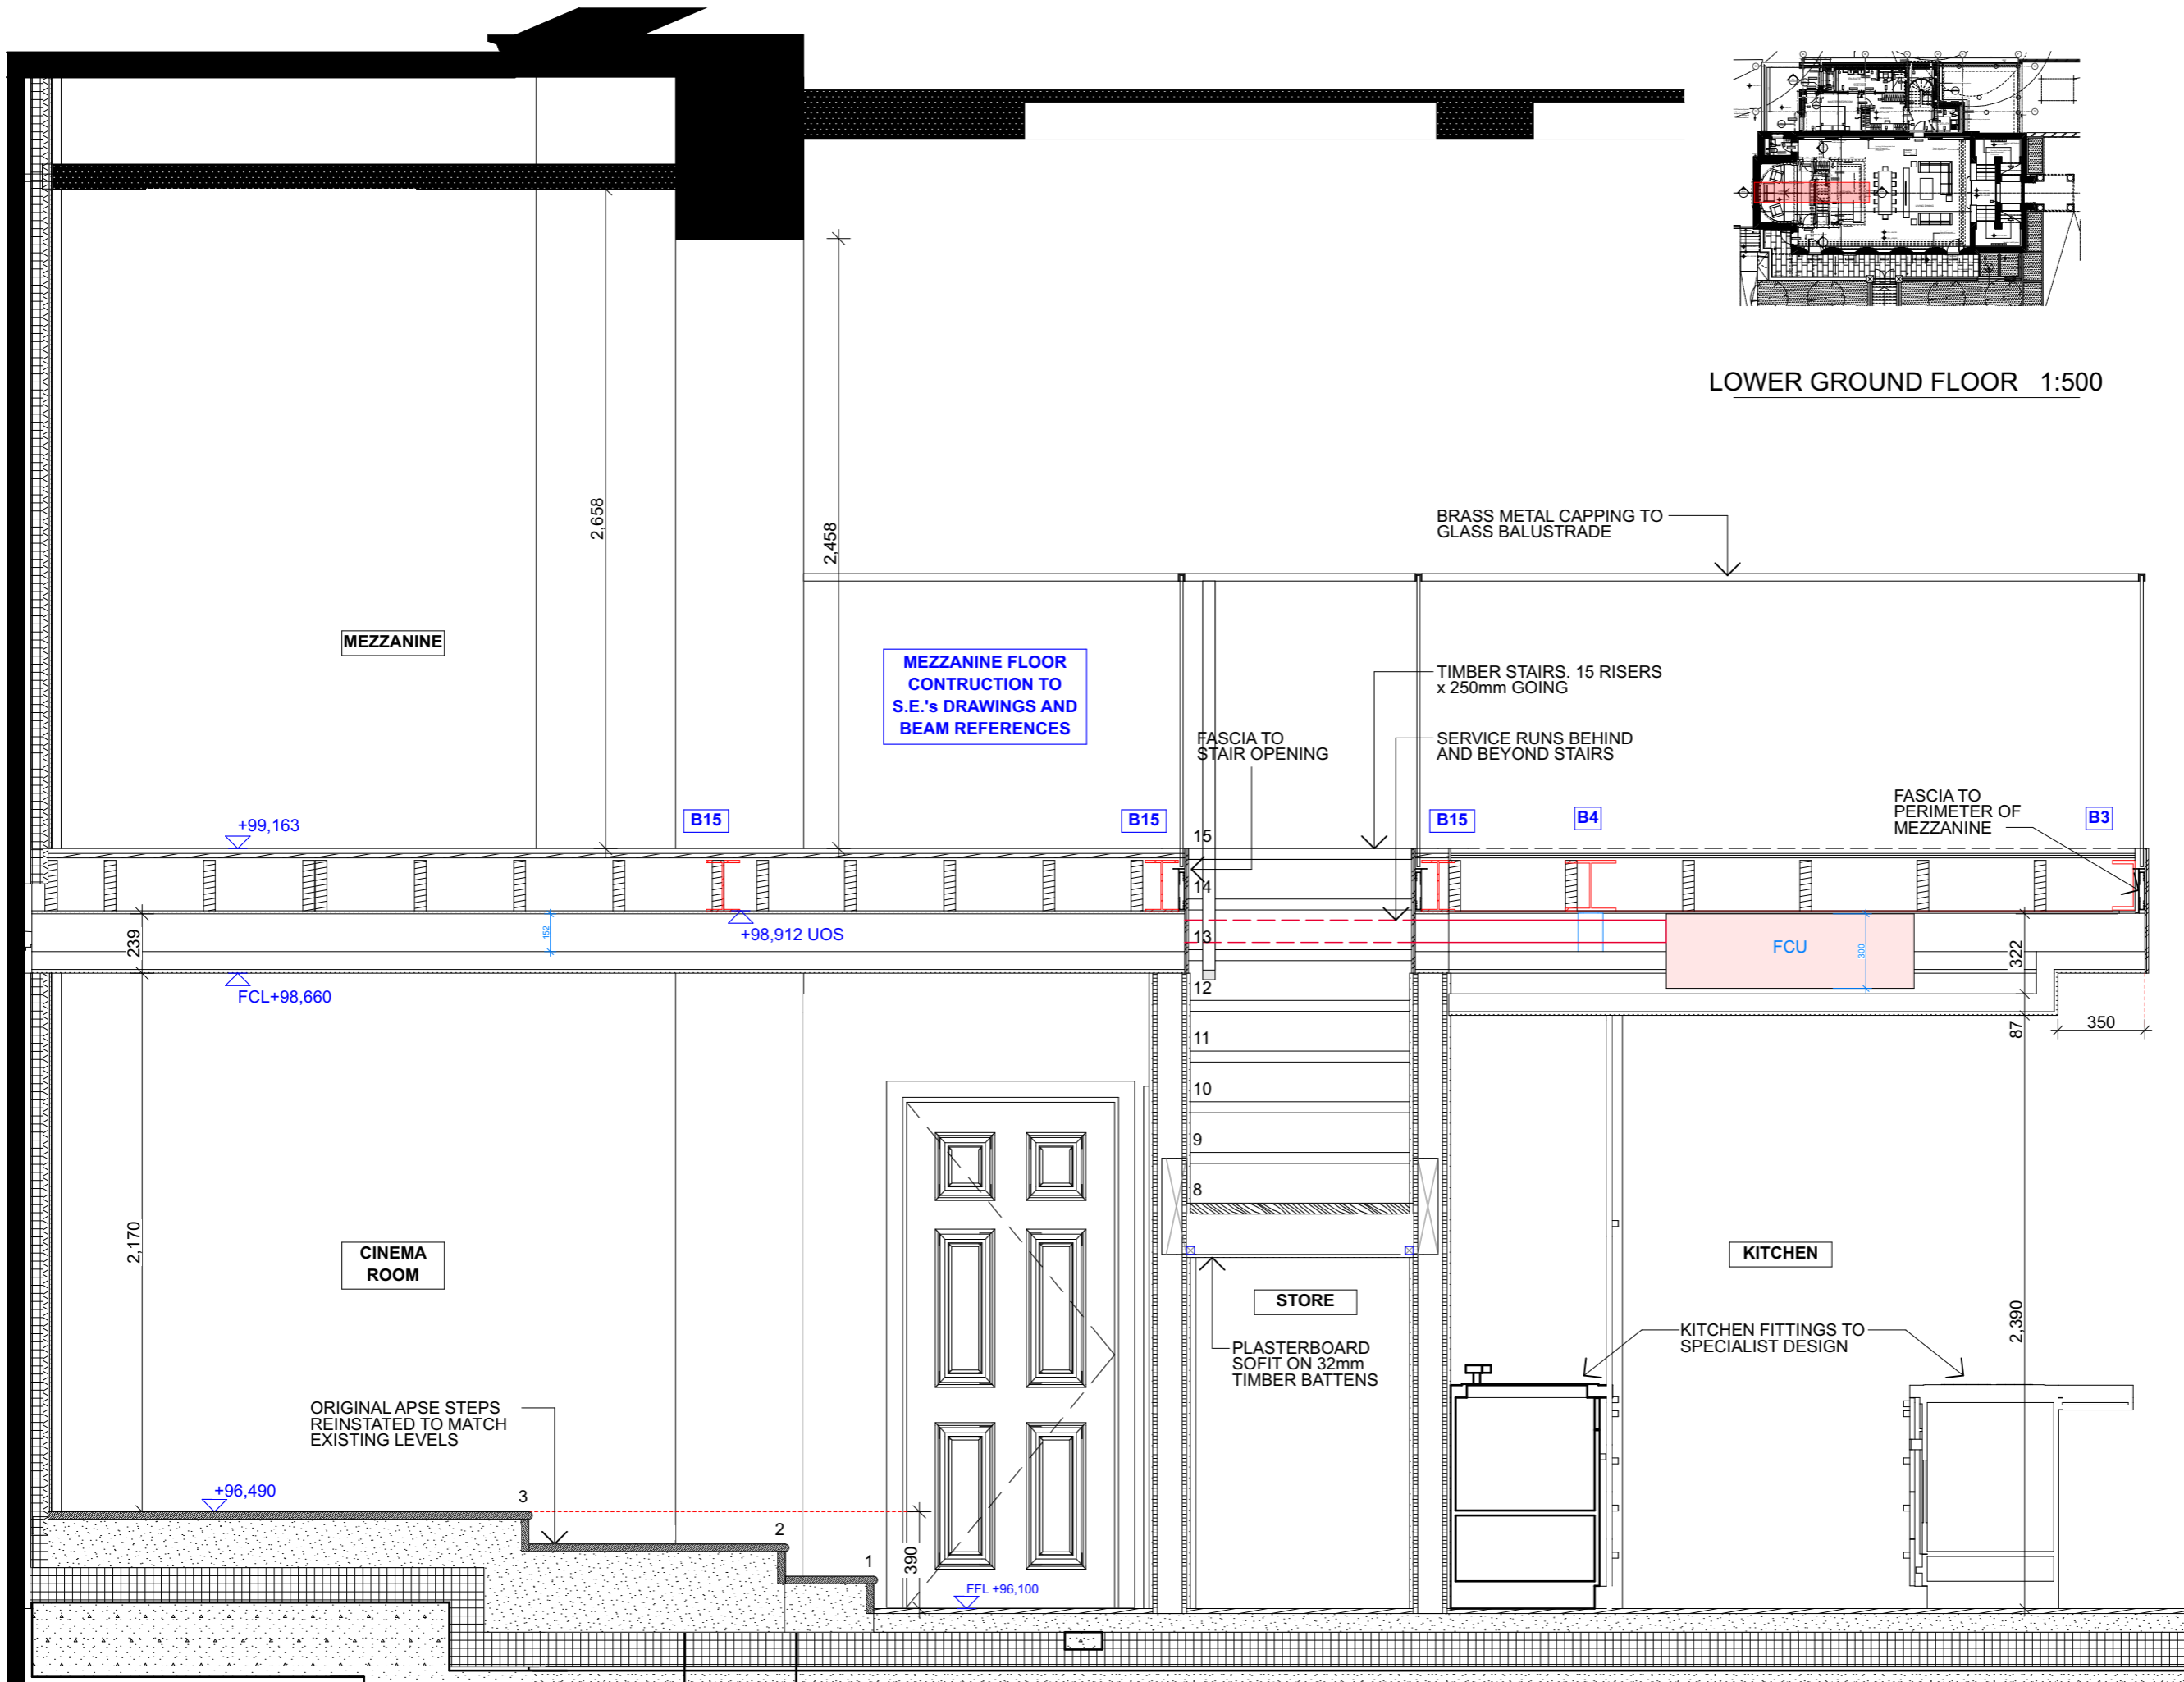 LOWER GROUND FLOOR 1:500
2,658
2,458
BRASS METAL CAPPING TO
GLASS BALUSTRADE
MEZZANINE
MEZZANINE FLOOR
CONTRUCTION TO
S.E.'s DRAWINGS AND
BEAM REFERENCES
TIMBER STAIRS. 15 RISERS
x 250mm GOING
FASCIA TO
STAIR OPENING
SERVICE RUNS BEHIND
AND BEYOND STAIRS
FASCIA TO
PERIMETER OF
MEZZANINE
+99,163
B15
B15
B15
B4
B3
15
14
13
12
11
10
9
8
239
152
+98,912 UOS
FCU
300
322
FCL+98,660
87
350
2,170
CINEMA
ROOM
STORE
KITCHEN
2,390
PLASTERBOARD
SOFIT ON 32mm
TIMBER BATTENS
KITCHEN FITTINGS TO
SPECIALIST DESIGN
ORIGINAL APSE STEPS
REINSTATED TO MATCH
EXISTING LEVELS
+96,490
3
2
1
390
FFL +96,100